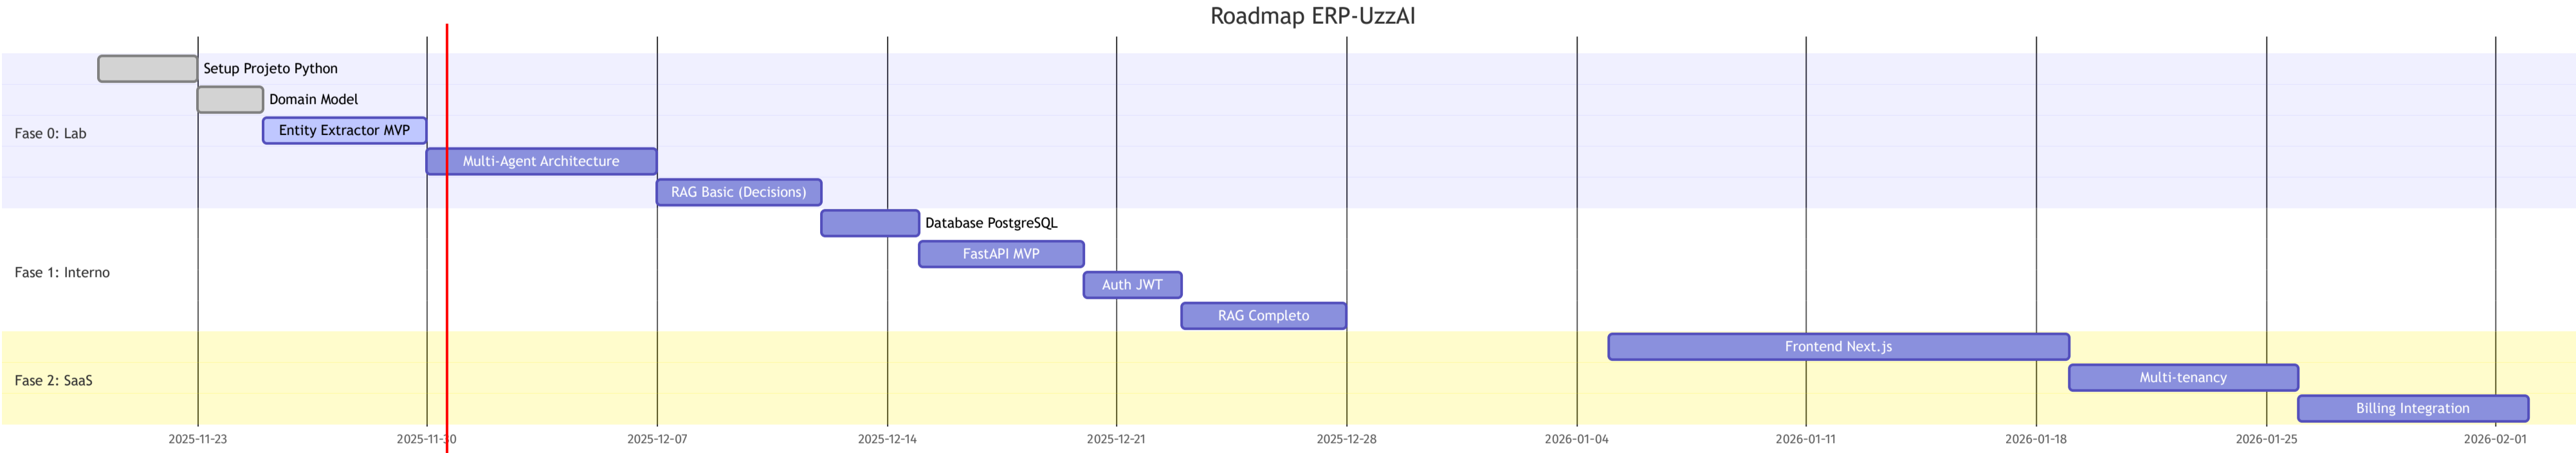 Roadmap ERP-UzzAI
Setup Projeto Python
Domain Model
Fase 0: Lab
Entity Extractor MVP
Multi-Agent Architecture
RAG Basic (Decisions)
Database PostgreSQL
FastAPI MVP
Fase 1: Interno
Auth JWT
RAG Completo
Frontend Next.js
Fase 2: SaaS
Multi-tenancy
Billing Integration
2025-11-23 2025-11-30 2025-12-07 2025-12-14 2025-12-21 2025-12-28 2026-01-04 2026-01-11 2026-01-18 2026-01-25 2026-02-01